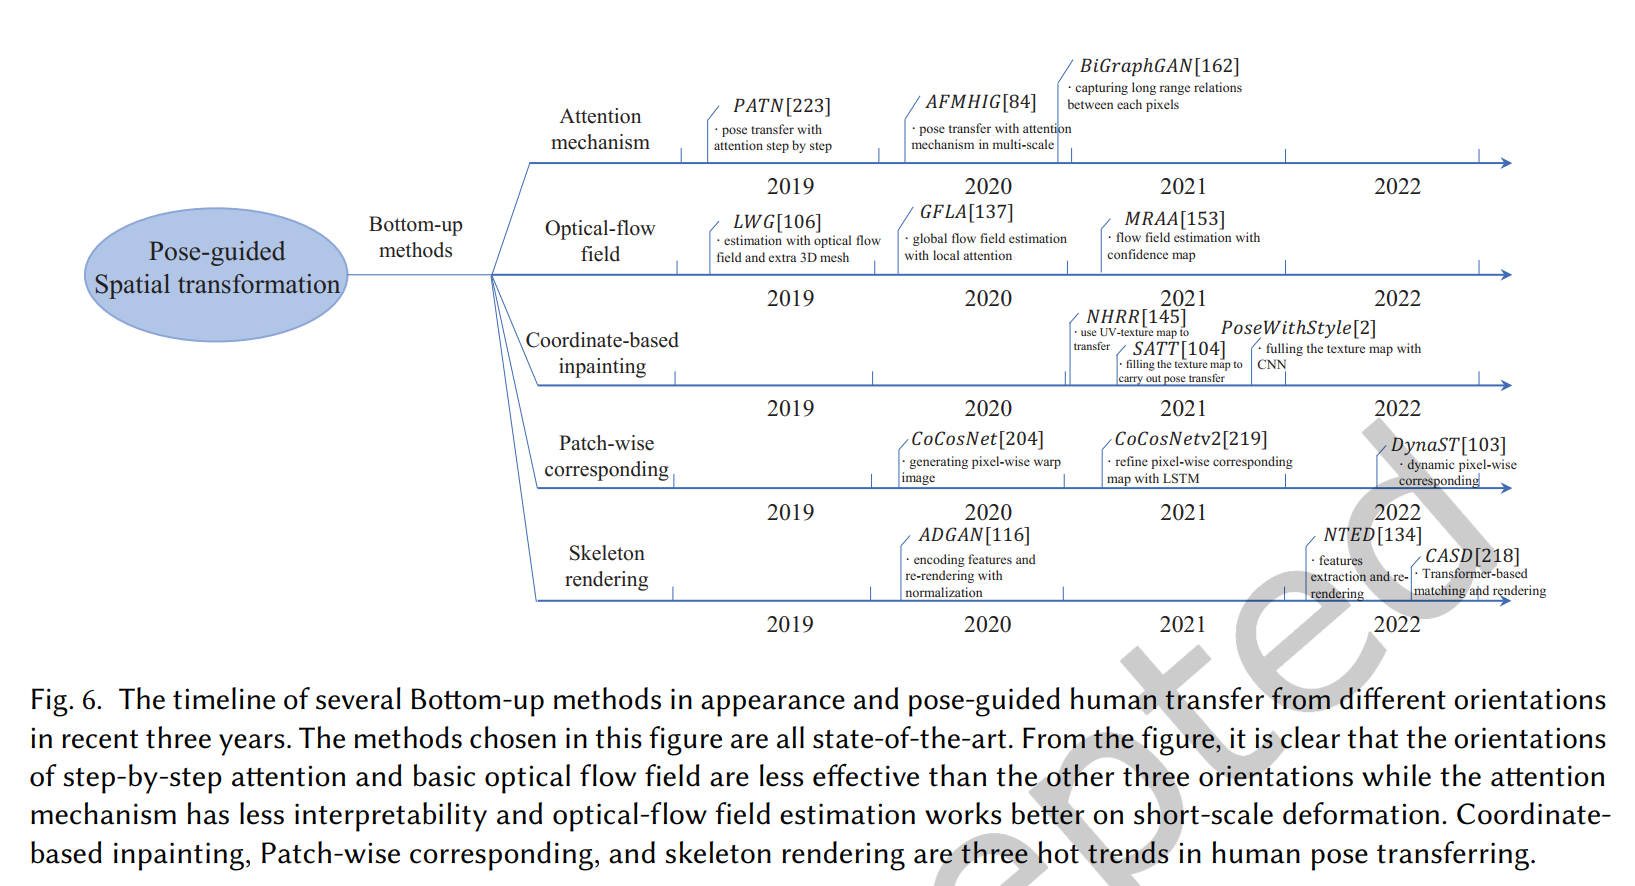 BiGraphGAN[162]
· capturing long range relations
between each pixels
PATN[223]
· pose transfer with
attention step by step
AFMHIG[84]
· pose transfer with attention
mechanism in multi-scale
Attention
mechanism
2019
2020
2021
2022
Pose-guided
Spatial transformation
Bottom-up
methods
Optical-flow
field
LWG[106]
· estimation with optical flow
field and extra 3D mesh
GFLA[137]
· global flow field estimation
with local attention
MRAA[153]
· flow field estimation with
confidence map
2019
2020
2021
2022
Coordinate-based
inpainting
NHRR[145]
· use UV-texture map to
transfer
SATT[104]
· filling the texture map to
carry out pose transfer
PoseWithStyle[2]
· fulling the texture map with
CNN
2019
2020
2021
2022
Patch-wise
corresponding
CoCosNet[204]
· generating pixel-wise warp
image
CoCosNetv2[219]
· refine pixel-wise corresponding
map with LSTM
DynaST[103]
· dynamic pixel-wise
corresponding
2019
2020
2021
2022
Skeleton
rendering
ADGAN[116]
· encoding features and
re-rendering with
normalization
NTED[134]
· features
extraction and re-
rendering
CASD[218]
· Transformer-based
matching and rendering
2019
2020
2021
2022
Fig. 6. The timeline of several Bottom-up methods in appearance and pose-guided human transfer from different orientations
in recent three years. The methods chosen in this figure are all state-of-the-art. From the figure, it is clear that the orientations
of step-by-step attention and basic optical flow field are less effective than the other three orientations while the attention
mechanism has less interpretability and optical-flow field estimation works better on short-scale deformation. Coordinate-
based inpainting, Patch-wise corresponding, and skeleton rendering are three hot trends in human pose transferring.
epted